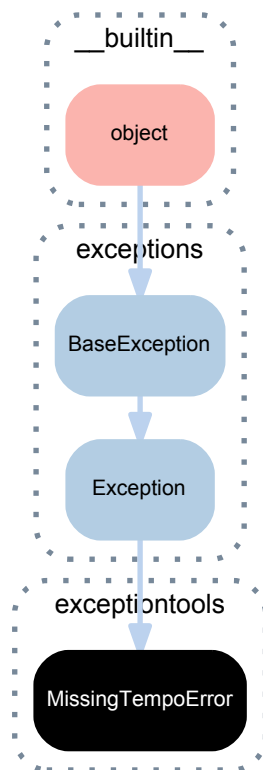 __builtin__
object
exceptions
BaseException
Exception
exceptiontools
MissingTempoError